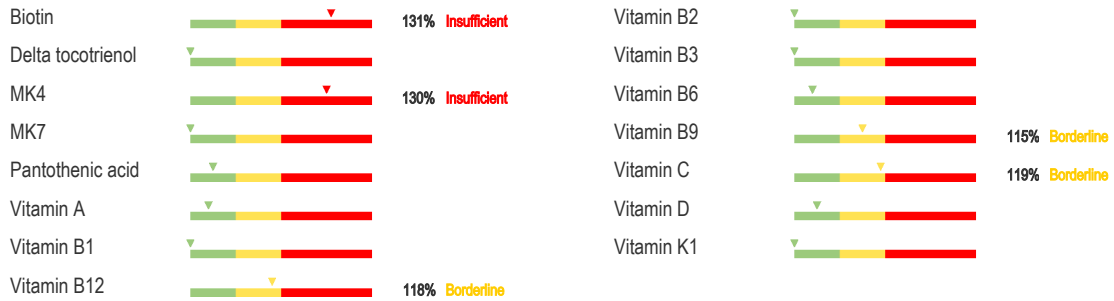 Biotin 131% Insufficient
Delta tocotrienol
MK4 130% Insufficient
MK7
Pantothenic acid
Vitamin A
Vitamin B1
Vitamin B12 118% Borderline
Vitamin B2
Vitamin B3
Vitamin B6
Vitamin B9 115% Borderline
Vitamin C 119% Borderline
Vitamin D
Vitamin K1